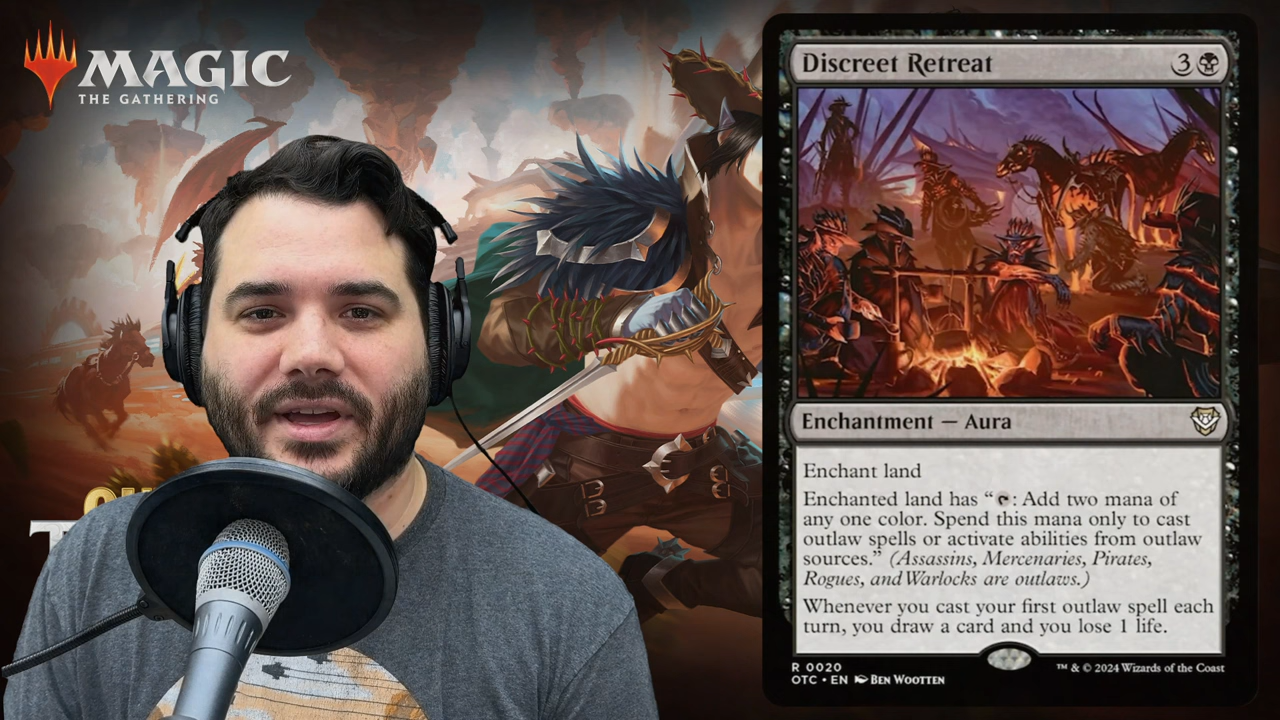 MAGIC
THE GATHERING
Discreet Retreat
3
Enchantment — Aura
Enchant land
Enchanted land has “: Add two mana of
any one color. Spend this mana only to cast
outlaw spells or activate abilities from outlaw
sources.” (Assassins, Mercenaries, Pirates,
Rogues, and Warlocks are outlaws.)
Whenever you cast your first outlaw spell each
turn, you draw a card and you lose 1 life.
R 0020
OTC • EN BEN WOOTTEN
™ & © 2024 Wizards of the Coast